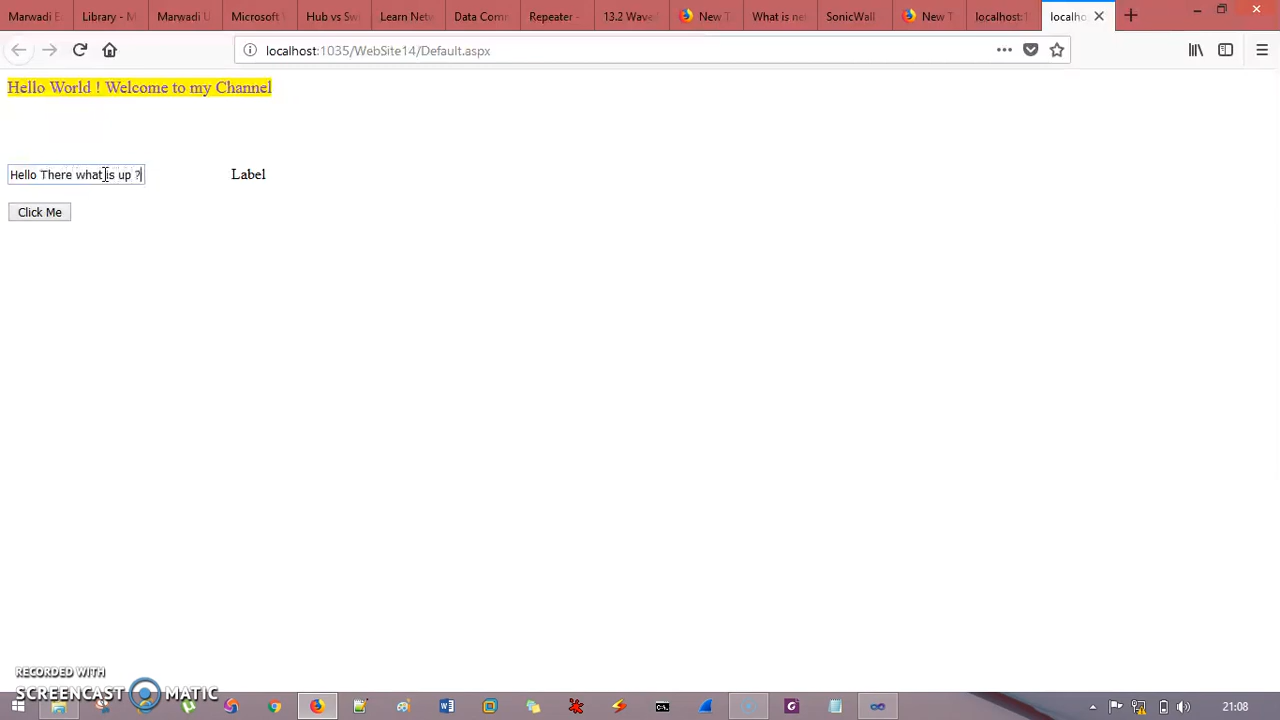 Marwadi E
Library - M
Marwadi U
Microsoft
Hub vs Sw
Learn Netw
Data Comm
Repeater -
13.2 Wave
New T
What is ne
SonicWall
New T
localhost:1
localho
localhost:1035/WebSite14/Default.aspx
Hello World ! Welcome to my Channel
Hello There what is up ?
Label
Click Me
RECORDED WITH
SCREENCAST MATIC
21:08